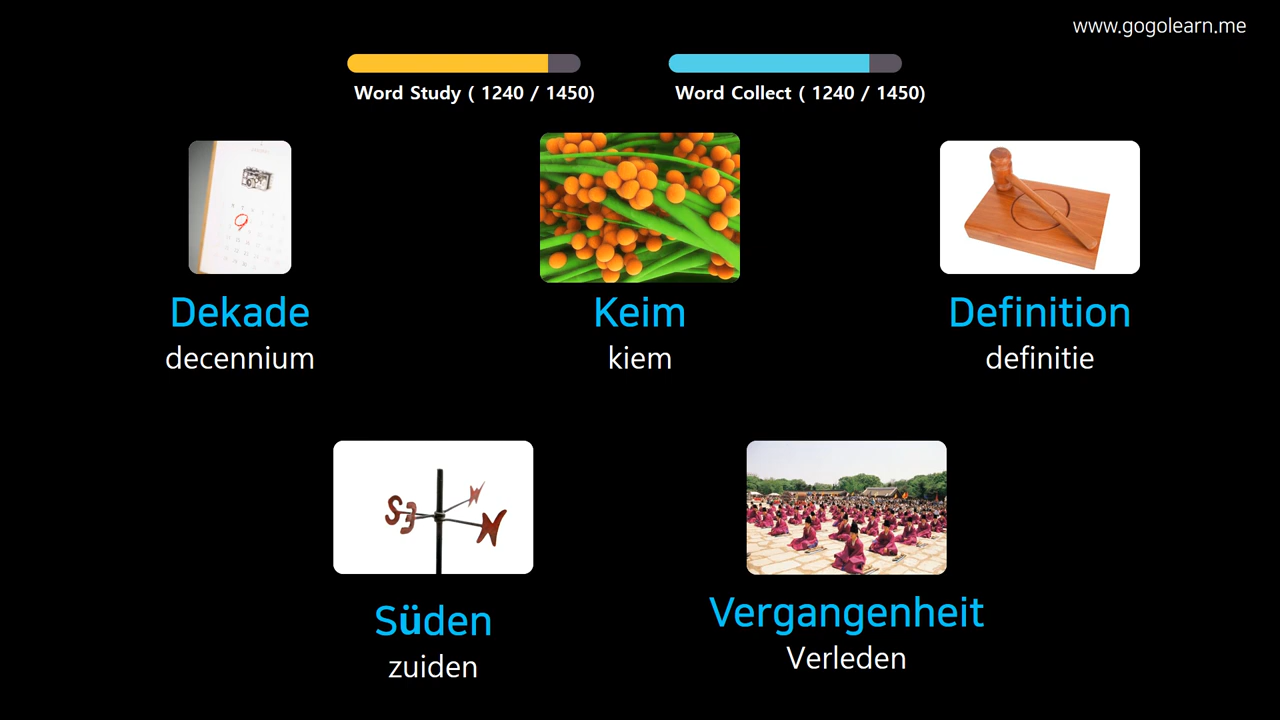 www.gogolearn.me
Word Study ( 1240 / 1450)
Word Collect ( 1240 / 1450)
Dekade
decennium
Keim
kiem
Definition
definitie
Süden
zuiden
Vergangenheit
Verleden